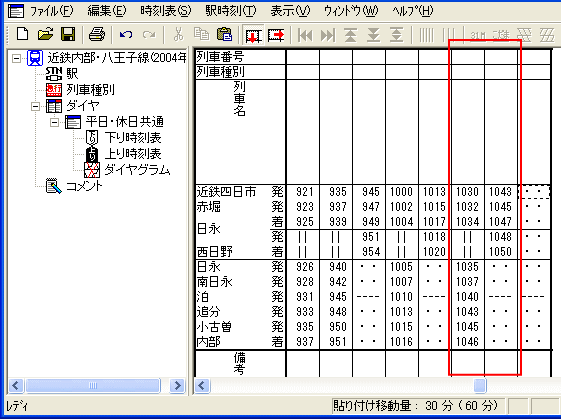 ファイル(F) 編集(E) 時刻表(S) 駅時刻(T) 表示(V) ウィンドウ(W) ヘルプ(H)
近鉄内部・八王子線(2004年
駅
列車種別
ダイヤ
平日・休日共通
下り時刻表
上り時刻表
ダイヤグラム
コメント
列車番号
列車種別
列車名
近鉄四日市 発 921 935 945 1000 1013 1030 1043 ・・
赤堀 発 923 937 947 1002 1015 1032 1045 ・・
日永 着 925 939 949 1004 1017 1034 1047 ・・
発 || || 951 || 1018 || 1048 ・・
西日野 着 || || 954 || 1020 || 1050 ・・
日永 発 926 940 ・・ 1005 ・・ 1035 ・・ ・・
南日永 発 928 942 ・・ 1007 ・・ 1037 ・・ ・・
泊 発 931 945 ---- 1010 ---- 1040 ---- ----
追分 発 933 948 ・・ 1013 ・・ 1043 ・・ ・・
小古曽 発 935 950 ・・ 1015 ・・ 1045 ・・ ・・
内部 着 937 951 ・・ 1016 ・・ 1046 ・・ ・・
備考
レディ
貼り付け移動量: 30 分 (60 分)